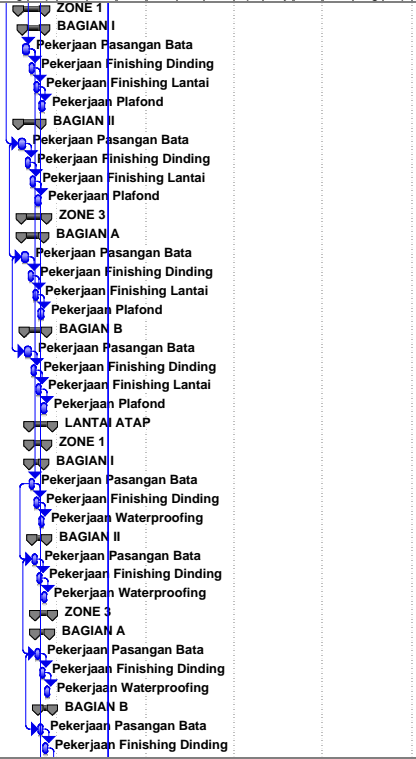 ZONE 1
BAGIAN I
Pekerjaan Pasangan Bata
Pekerjaan Finishing Dinding
Pekerjaan Finishing Lantai
Pekerjaan Plafond
BAGIAN II
Pekerjaan Pasangan Bata
Pekerjaan Finishing Dinding
Pekerjaan Finishing Lantai
Pekerjaan Plafond
ZONE 3
BAGIAN A
Pekerjaan Pasangan Bata
Pekerjaan Finishing Dinding
Pekerjaan Finishing Lantai
Pekerjaan Plafond
BAGIAN B
Pekerjaan Pasangan Bata
Pekerjaan Finishing Dinding
Pekerjaan Finishing Lantai
Pekerjaan Plafond
LANTAI ATAP
ZONE 1
BAGIAN I
Pekerjaan Pasangan Bata
Pekerjaan Finishing Dinding
Pekerjaan Waterproofing
BAGIAN II
Pekerjaan Pasangan Bata
Pekerjaan Finishing Dinding
Pekerjaan Waterproofing
ZONE 3
BAGIAN A
Pekerjaan Pasangan Bata
Pekerjaan Finishing Dinding
Pekerjaan Waterproofing
BAGIAN B
Pekerjaan Pasangan Bata
Pekerjaan Finishing Dinding